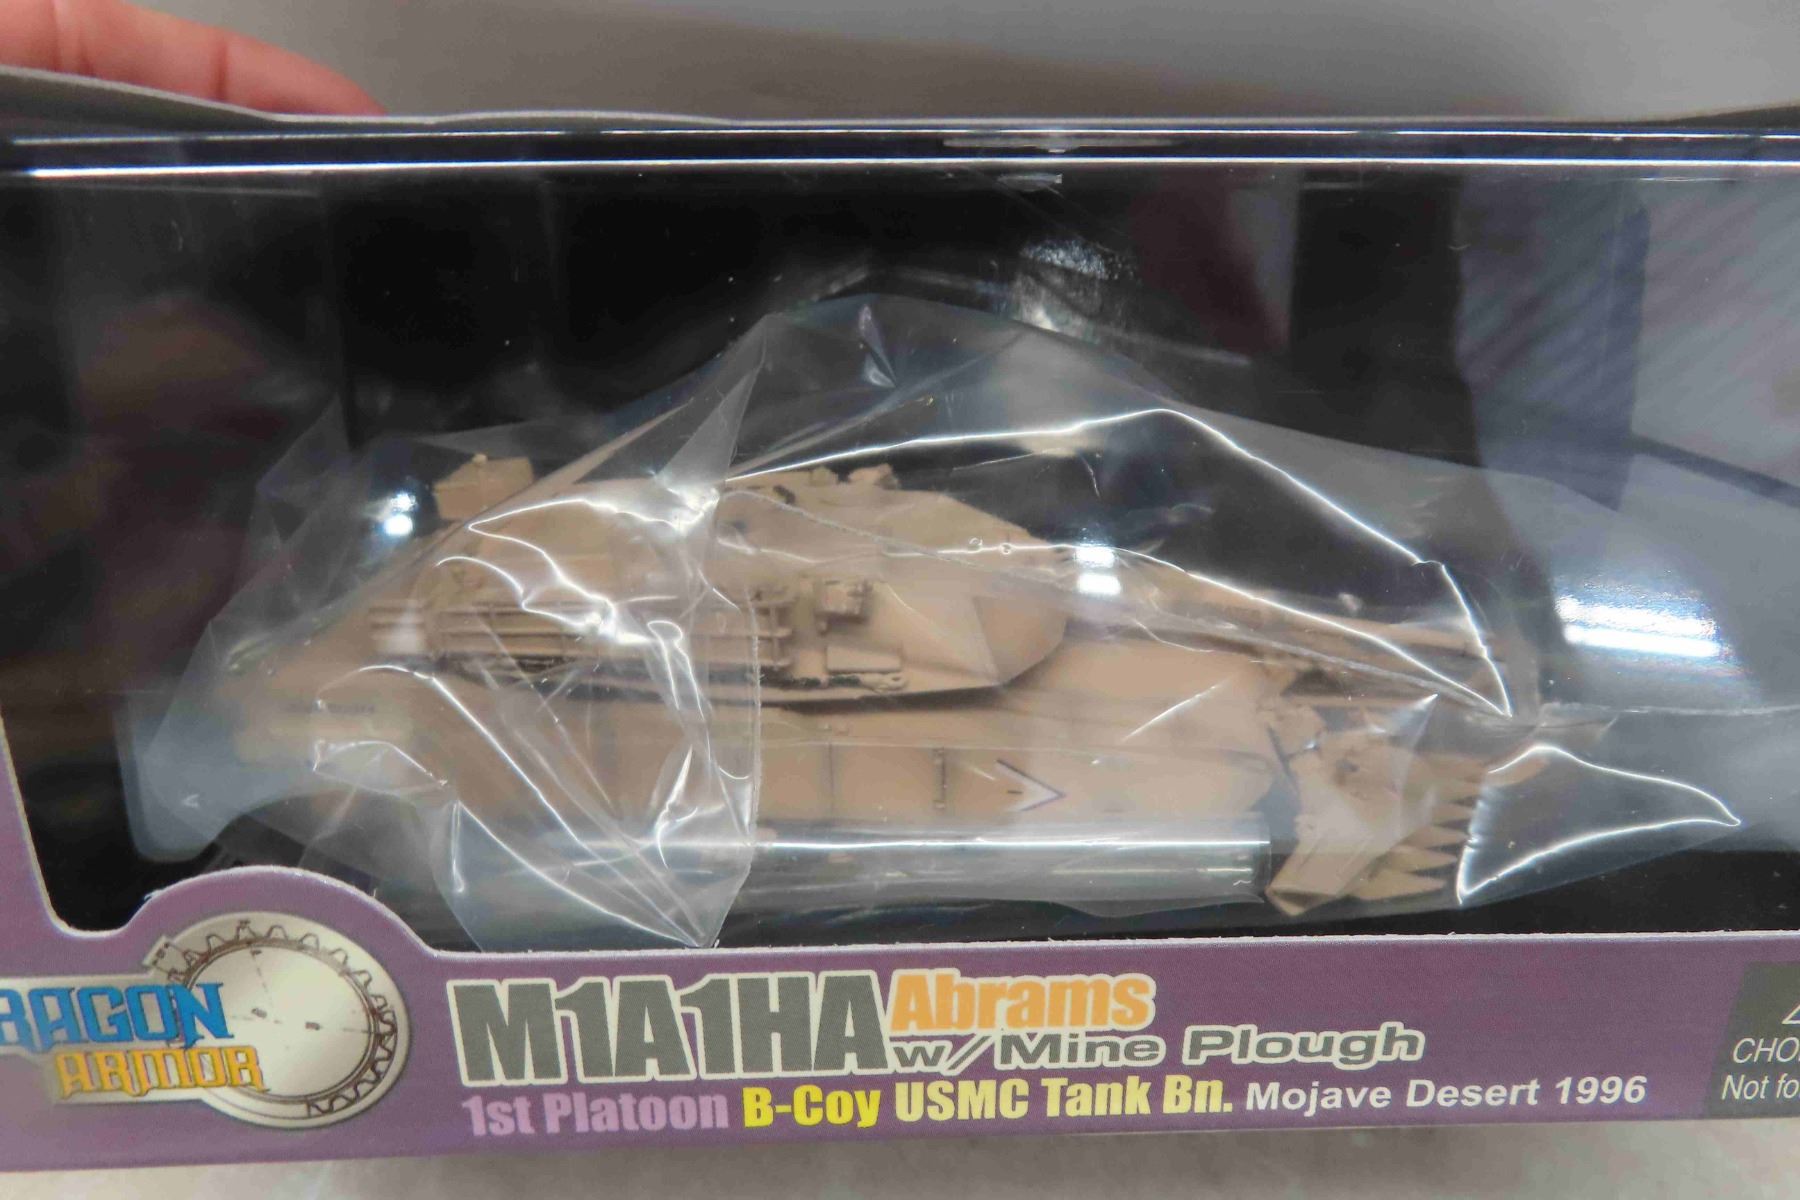 RAGON
ARMOR
M1A1HA Abrams
w/Mine Plough
1st Platoon B-Coy USMC Tank Bn. Mojave Desert 1996
CHO
Not fo